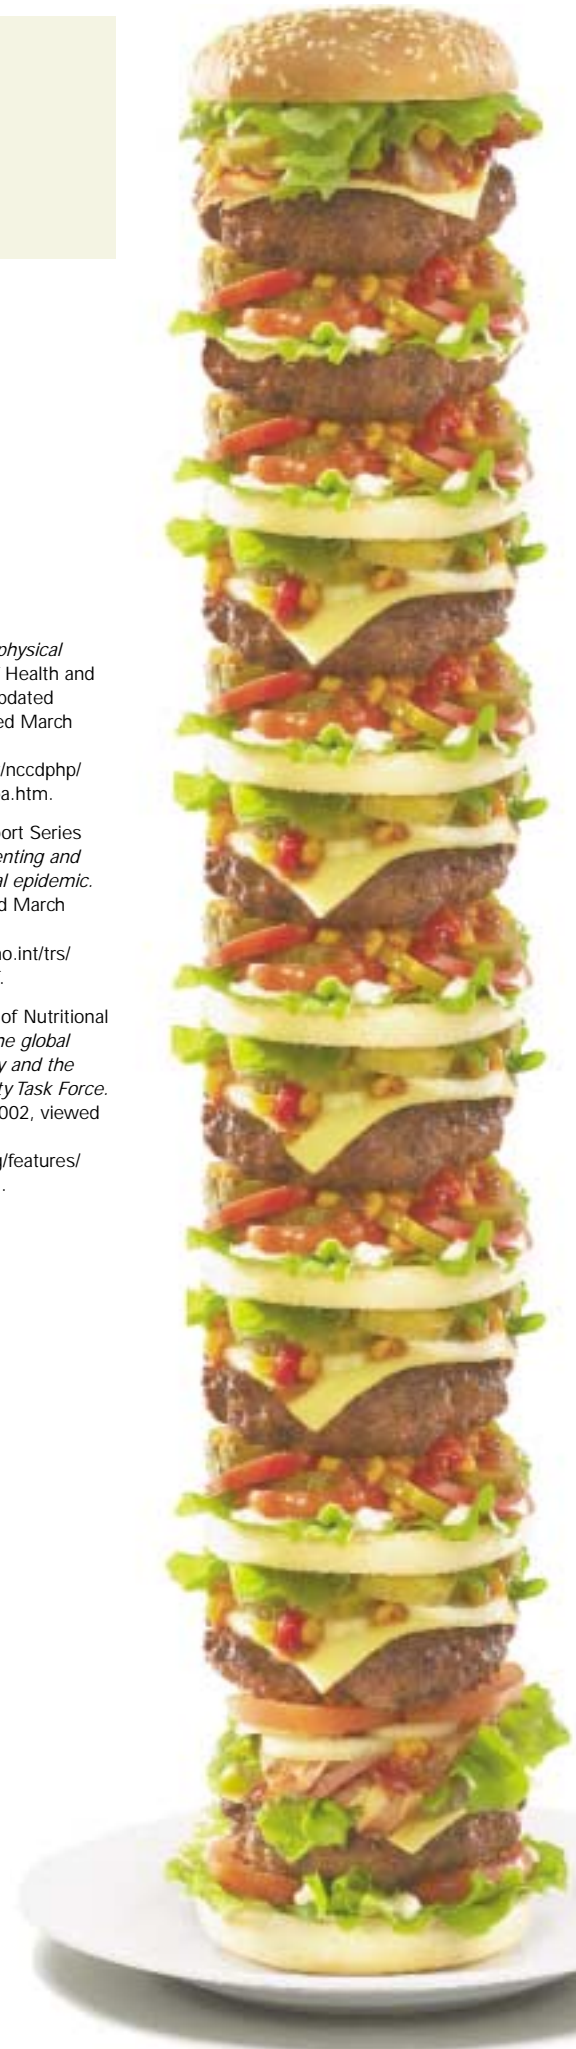 physical
Health and
pdated
ed March
/nccdphp/
a.htm.
ort Series
enting and
al epidemic.
d March
o.int/trs/
.
of Nutritional
he global
y and the
ty Task Force.
002, viewed
/features/
.